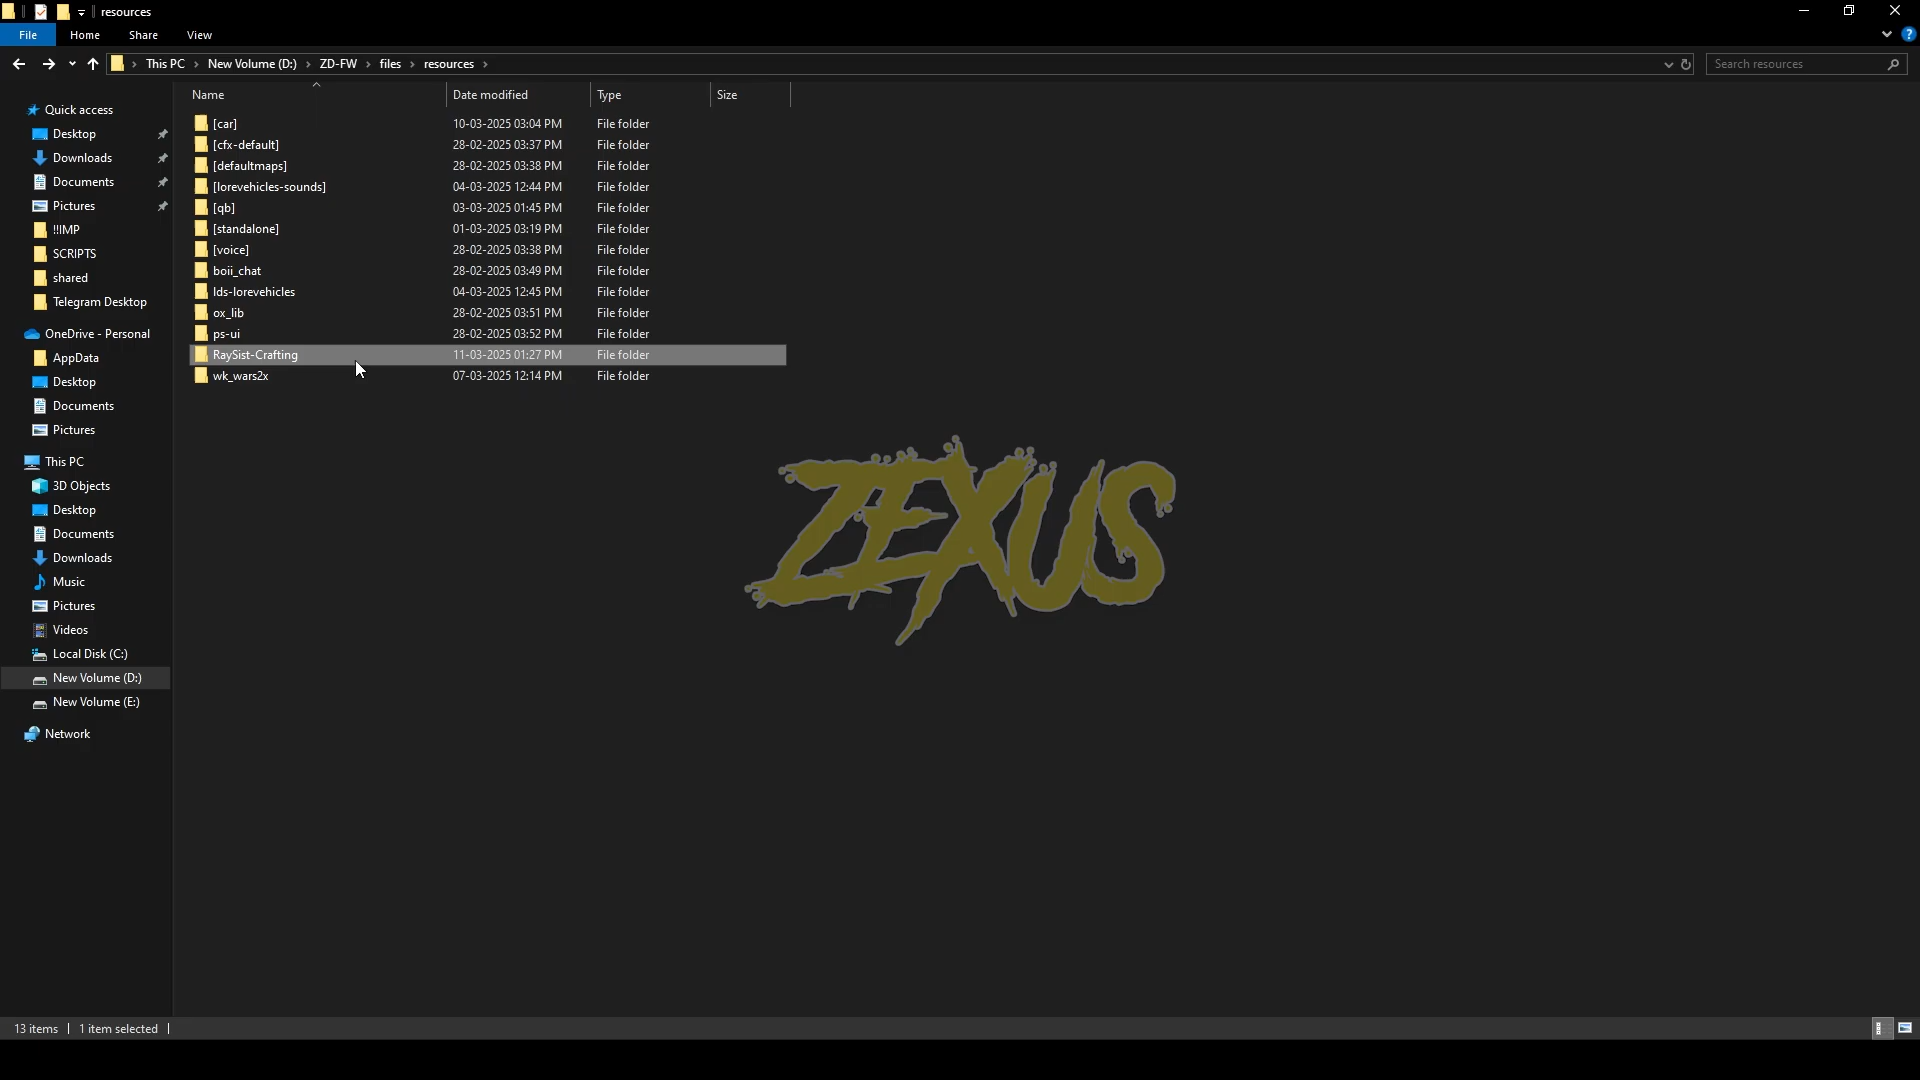 resources
File Home Share View
This PC New Volume (D:) ZD-FW files resources
Search resources
Name Date modified Type Size
Quick access
Desktop
Downloads
Documents
Pictures
!!IMP
SCRIPTS
shared
Telegram Desktop
OneDrive - Personal
AppData
Desktop
Documents
Pictures
This PC
3D Objects
Desktop
Documents
Downloads
Music
Pictures
Videos
Local Disk (C:)
New Volume (D:)
New Volume (E:)
Network
[car] 10-03-2025 03:04 PM File folder
[cfx-default] 28-02-2025 03:37 PM File folder
[defaultmaps] 28-02-2025 03:38 PM File folder
[lorevehicles-sounds] 04-03-2025 12:44 PM File folder
[qb] 03-03-2025 01:45 PM File folder
[standalone] 01-03-2025 03:19 PM File folder
[voice] 28-02-2025 03:38 PM File folder
boii_chat 28-02-2025 03:49 PM File folder
lds-lorevehicles 04-03-2025 12:45 PM File folder
ox_lib 28-02-2025 03:51 PM File folder
ps-ui 28-02-2025 03:52 PM File folder
RaySist-Crafting 11-03-2025 01:27 PM File folder
wk_wars2x 07-03-2025 12:14 PM File folder
ZEXUS
13 items 1 item selected